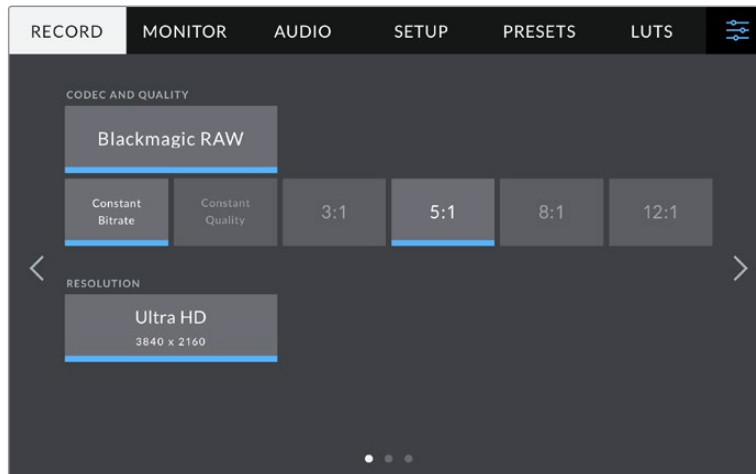 RECORD MONITOR AUDIO SETUP PRESETS LUTS
CODEC AND QUALITY
Blackmagic RAW
Constant Bitrate
Constant Quality
3:1
5:1
8:1
12:1
RESOLUTION
Ultra HD
3840 x 2160